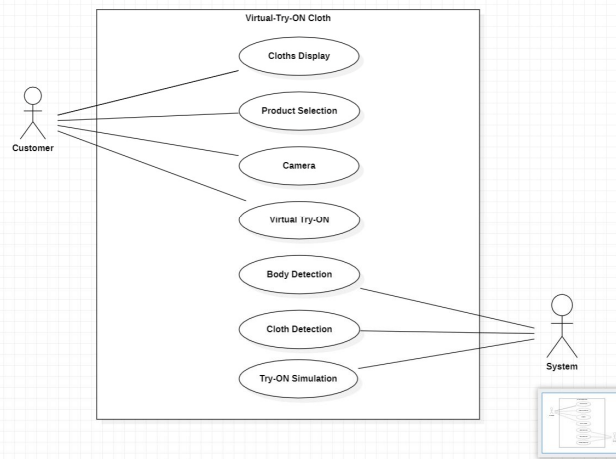 Virtual-Try-ON Cloth
Cloths Display
Product Selection
Camera
Customer
Virtual Try-ON
Body Detection
Cloth Detection
System
Try-ON Simulation